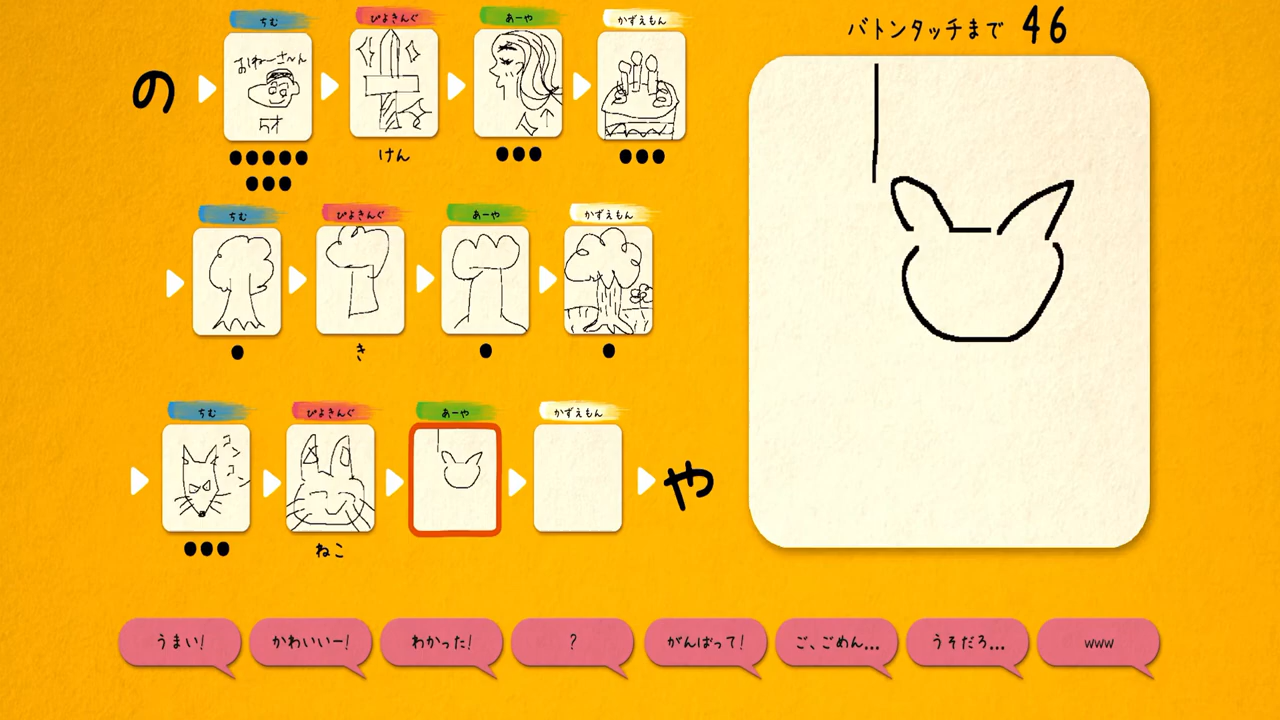 バトンタッチまで 46
ちむ
ぴよきんぐ
あーや
かずえもん
の
おねーさん
5才
けん
ちむ
ぴよきんぐ
あーや
かずえもん
き
ちむ
ぴよきんぐ
あーや
かずえもん
コンコン
や
ねこ
うまい!
かわいいー!
わかった!
?
がんばって!
ご、ごめん...
うそだろ...
www